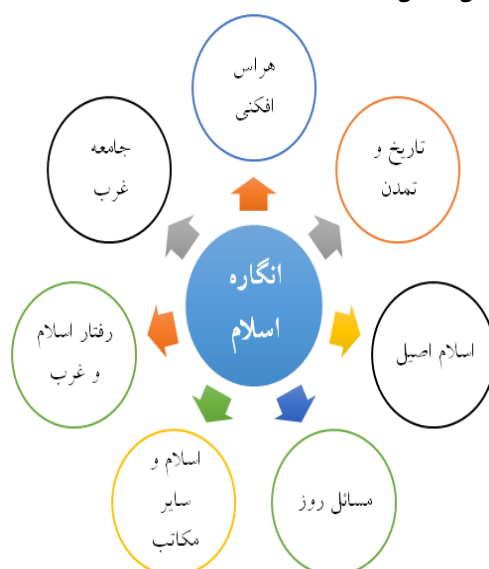 هراس
افکنی
تاریخ و
تمدن
جامعه
غرب
انگاره
اسلام
اسلام اصیل
رفتار اسلام
و غرب
مسائل روز
اسلام و
سایر
مکاتب